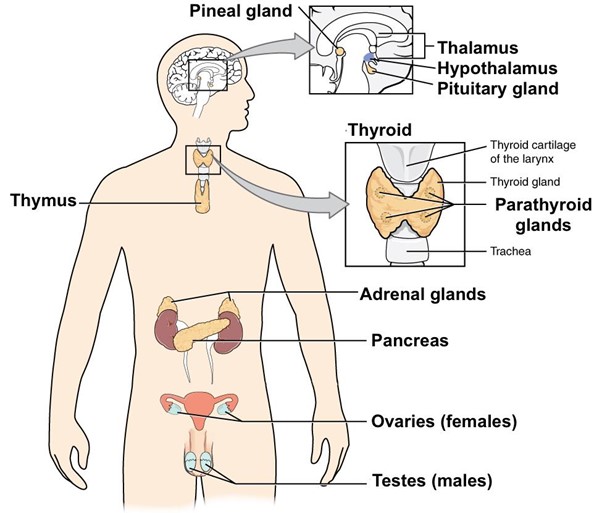 Pineal gland
Thalamus
Hypothalamus
Pituitary gland
Thyroid
Thyroid cartilage
of the larynx
Thyroid gland
Parathyroid
glands
Trachea
Thymus
Adrenal glands
Pancreas
Ovaries (females)
Testes (males)